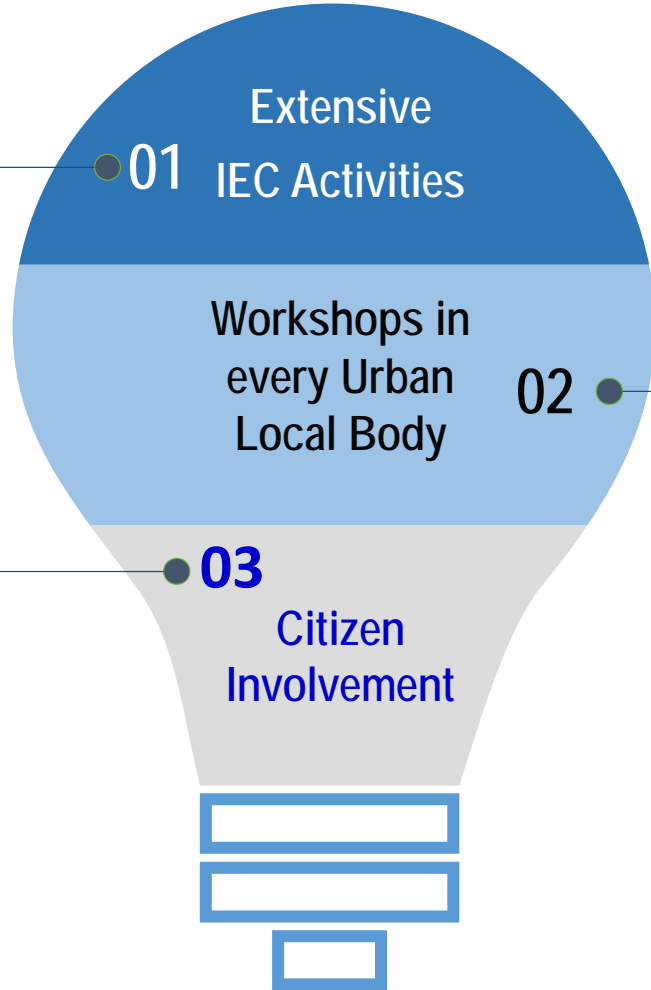 Extensive
01 IEC Activities
Workshops in
every Urban
Local Body
02
03
Citizen
Involvement